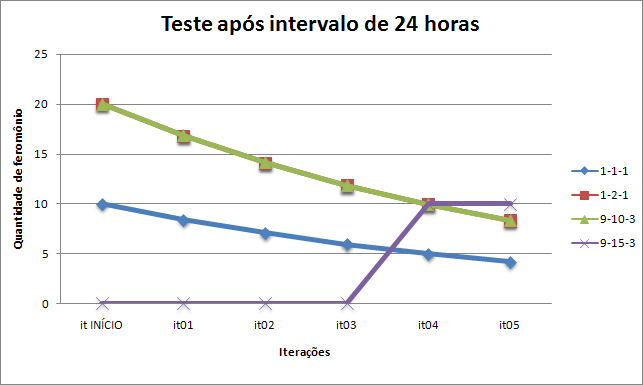 Teste após intervalo de 24 horas
Quantidade de feromônio
25
20
15
10
5
0
it INÍCIO it01 it02 it03 it04 it05
Iterações
1-1-1
1-2-1
9-10-3
9-15-3